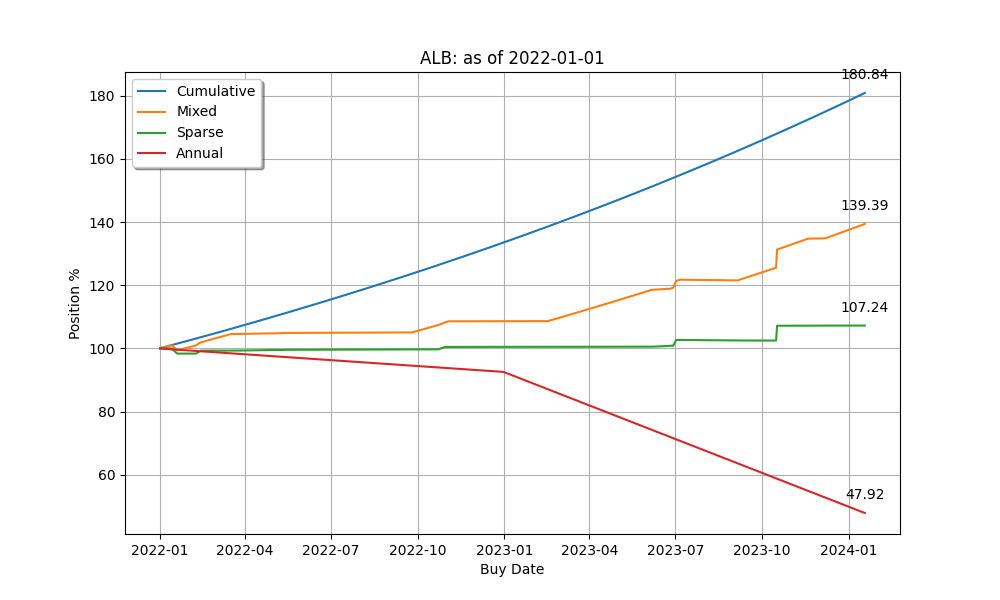 ALB: as of 2022-01-01
Cumulative
Mixed
Sparse
Annual
180.84
139.39
107.24
47.92
180
160
140
120
100
80
60
Position %
2022-01 2022-04 2022-07 2022-10 2023-01 2023-04 2023-07 2023-10 2024-01
Buy Date